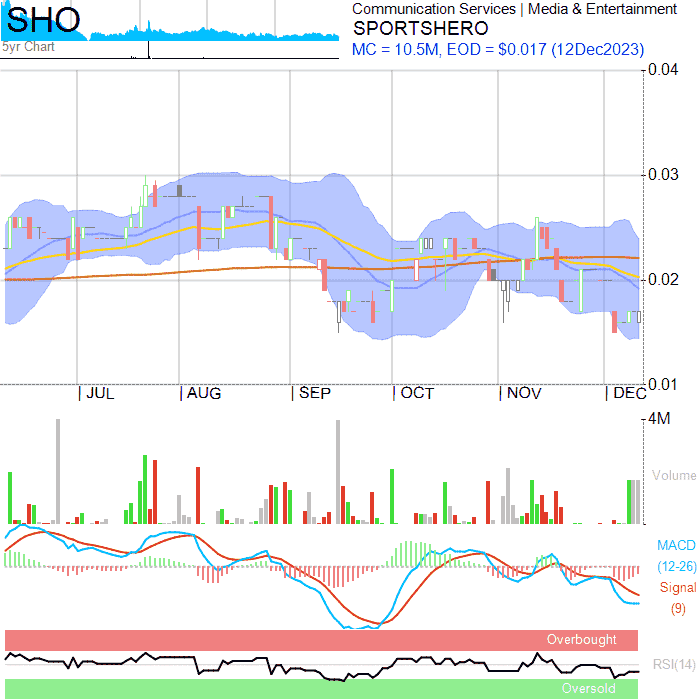 SHO
5yr Chart
Communication Services | Media & Entertainment
SPORTSHERO
MC = 10.5M, EOD = $0.017 (12Dec2023)
0.04
0.03
0.02
0.01
JUL AUG SEP OCT NOV DEC
4M
Volume
MACD
(12-26)
Signal
(9)
Overbought
RSI(14)
Oversold